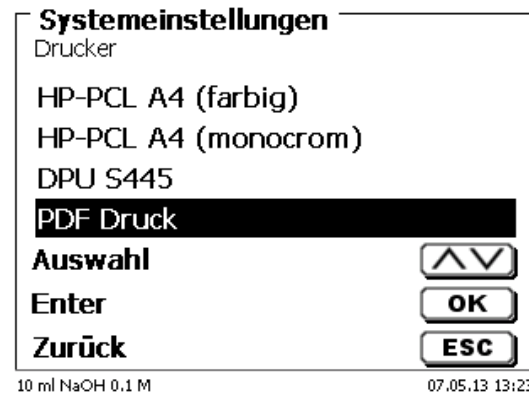 Systemeinstellungen
Drucker
HP-PCL A4 (farbig)
HP-PCL A4 (monocrom)
DPU S445
PDF Druck
Auswahl
Enter OK
Zurück ESC
10 ml NaOH 0.1 M 07.05.13 13:23